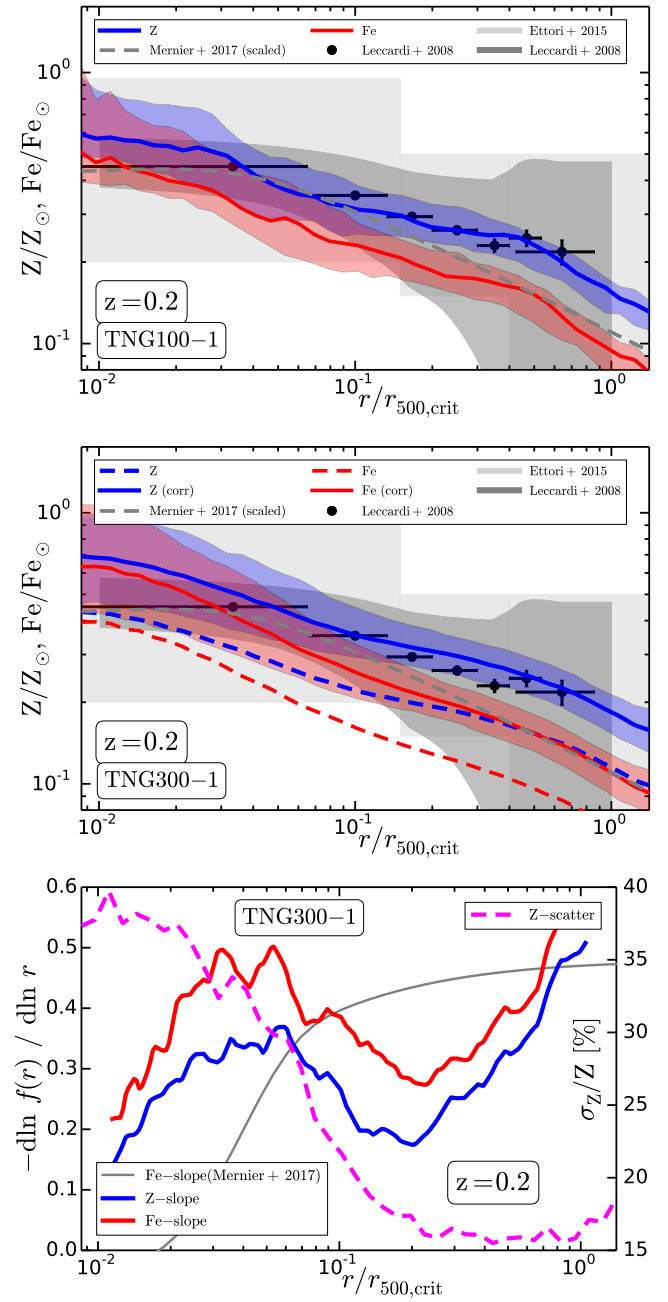 Z Fe Ettori + 2015
Mernier + 2017 (scaled) Leccardi + 2008 Leccardi + 2008
10⁰
10⁻¹
Z/Z⊙, Fe/Fe⊙
z = 0.2
TNG100−1
10⁻² 10⁻¹ 10⁰
r/r500,crit
Z Fe Ettori + 2015
Z (corr) Fe (corr) Leccardi + 2008
Mernier + 2017 (scaled) Leccardi + 2008
10⁰
10⁻¹
Z/Z⊙, Fe/Fe⊙
z = 0.2
TNG300−1
10⁻² 10⁻¹ 10⁰
r/r500,crit
0.6 40
TNG300−1 Z−scatter
0.5 35
0.4
30
0.3
25
0.2
20
0.1
0.0 15
−dln f(r) / dln r
σZ/Z [%]
z = 0.2
Fe−slope(Mernier + 2017)
Z−slope
Fe−slope
10⁻² 10⁻¹ 10⁰
r/r500,crit